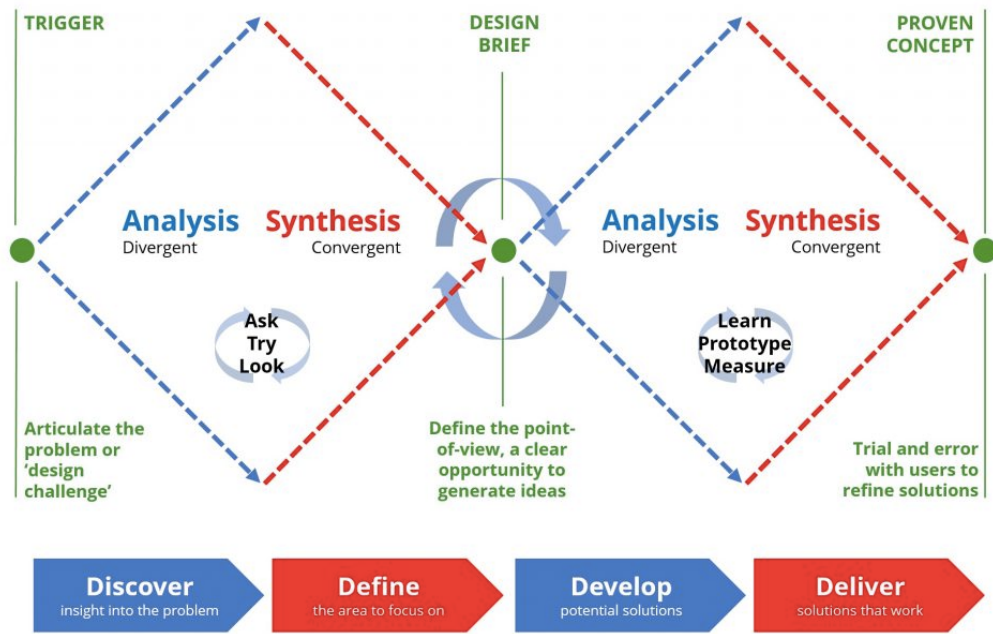 TRIGGER
DESIGN
BRIEF
PROVEN
CONCEPT
Analysis
Divergent
Synthesis
Convergent
Analysis
Divergent
Synthesis
Convergent
Ask
Try
Look
Learn
Prototype
Measure
Articulate the
problem or
‘design
challenge’
Define the point-
of-view, a clear
opportunity to
generate ideas
Trial and error
with users to
refine solutions
Discover
insight into the problem
Define
the area to focus on
Develop
potential solutions
Deliver
solutions that work